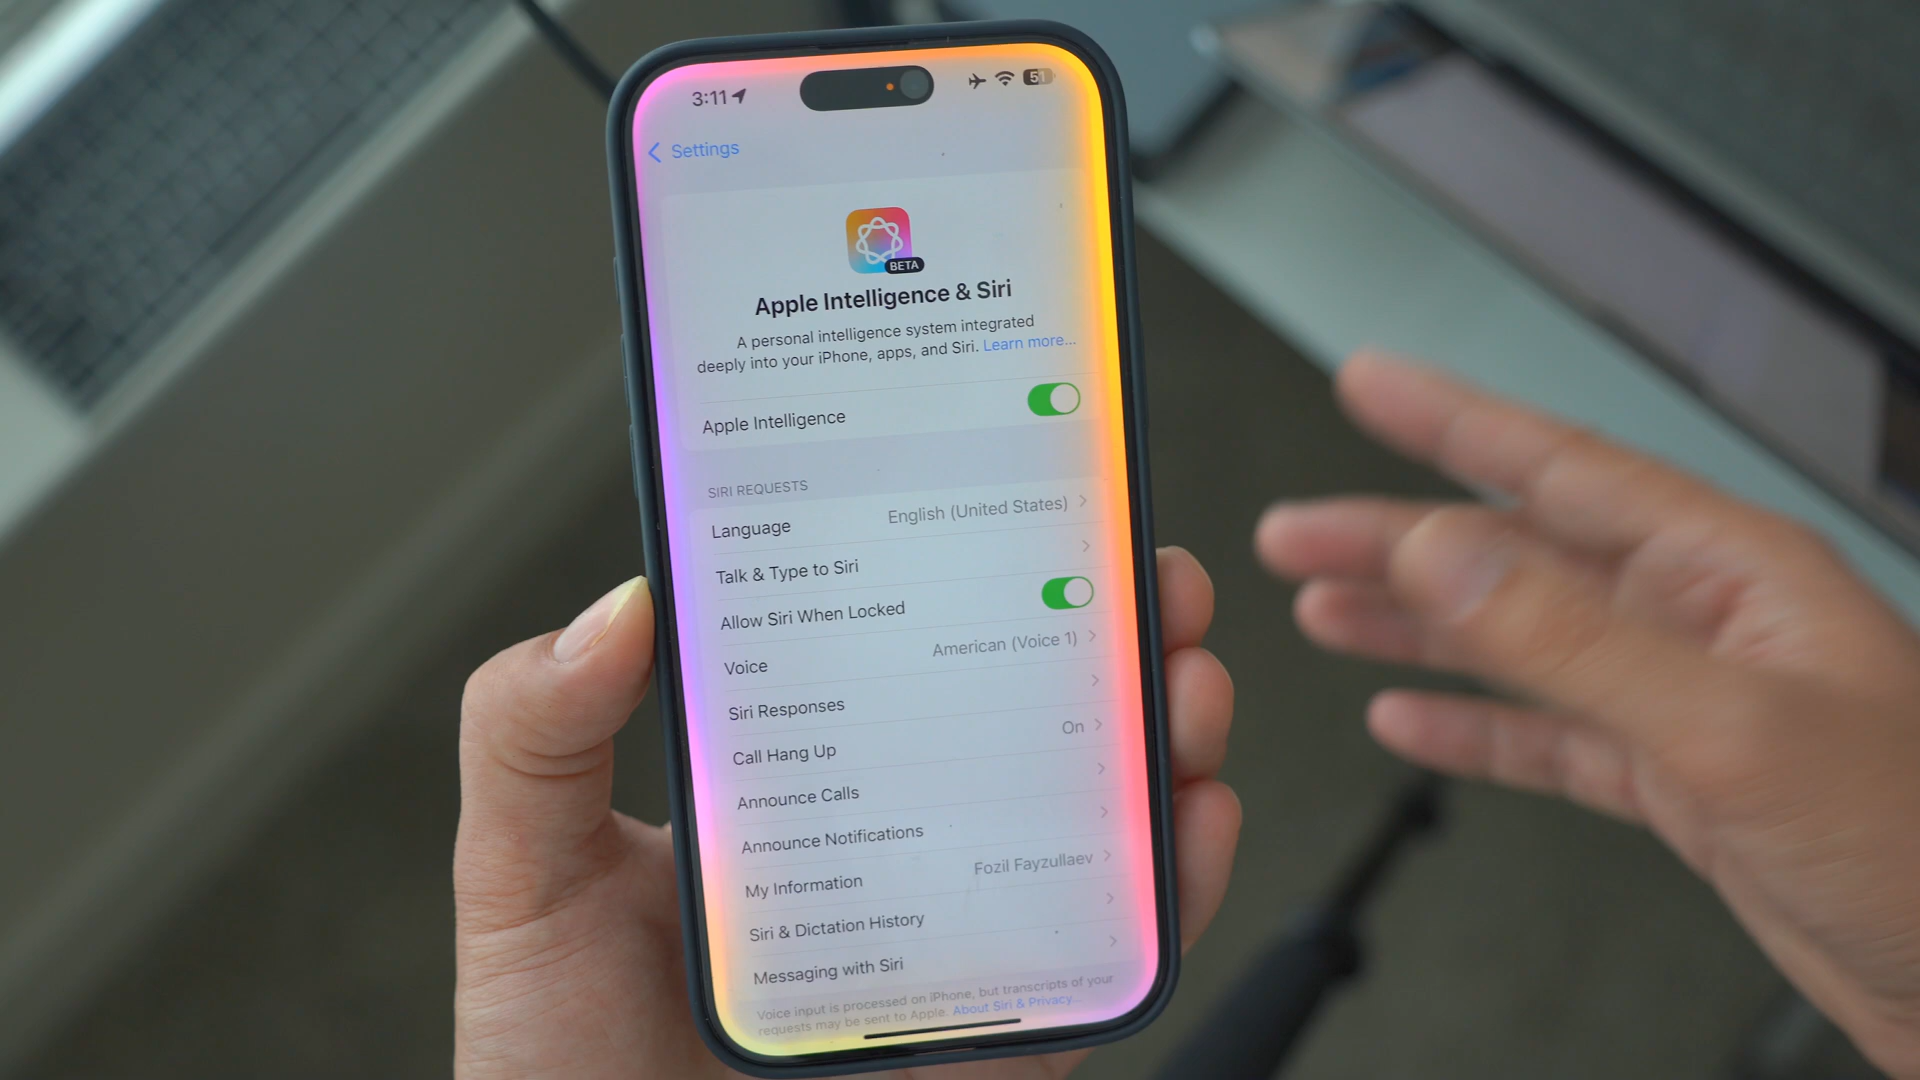 3:11
51
Settings
BETA
Apple Intelligence & Siri
A personal intelligence system integrated
deeply into your iPhone, apps, and Siri. Learn more...
Apple Intelligence
SIRI REQUESTS
Language English (United States)
Talk & Type to Siri
Allow Siri When Locked
Voice American (Voice 1)
Siri Responses
Call Hang Up On
Announce Calls
Announce Notifications
My Information Fozil Fayzullaev
Siri & Dictation History
Messaging with Siri
Voice input is processed on iPhone, but transcripts of your
requests may be sent to Apple. About Siri & Privacy...